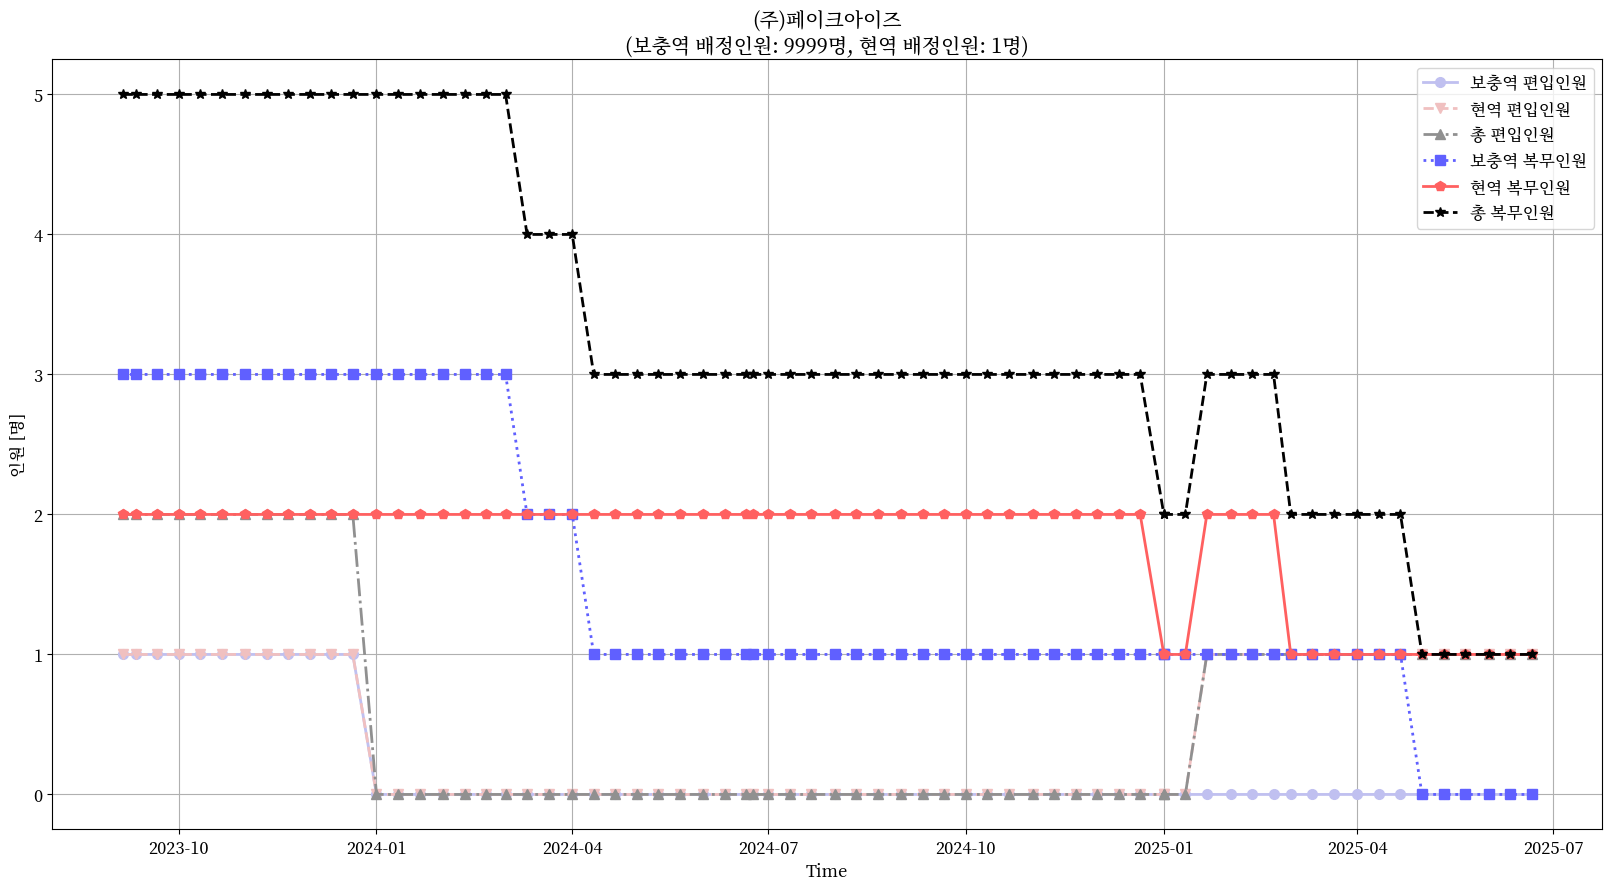 (주)페이크아이즈
(보충역 배정인원: 9999명, 현역 배정인원: 1명)
보충역 편입인원
현역 편입인원
총 편입인원
보충역 복무인원
현역 복무인원
총 복무인원
인원 [명]
5
4
3
2
1
0
2023-10
2024-01
2024-04
2024-07
2024-10
2025-01
2025-04
2025-07
Time